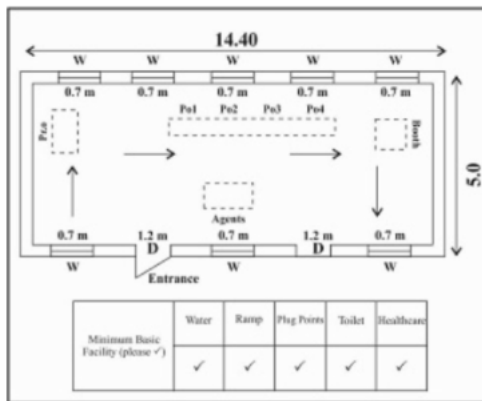 14.40
W W W W W
0.7 m 0.7 m 0.7 m 0.7 m 0.7 m
Po1 Po2 Po3 Po4
Pr.o
Booth
5.0
Agents
0.7 m 1.2 m 0.7 m 1.2 m 0.7 m
D D
W Entrance W W
Water Ramp Plug Points Toilet Healthcare
Minimum Basic
Facility (please ✓)
✓ ✓ ✓ ✓ ✓